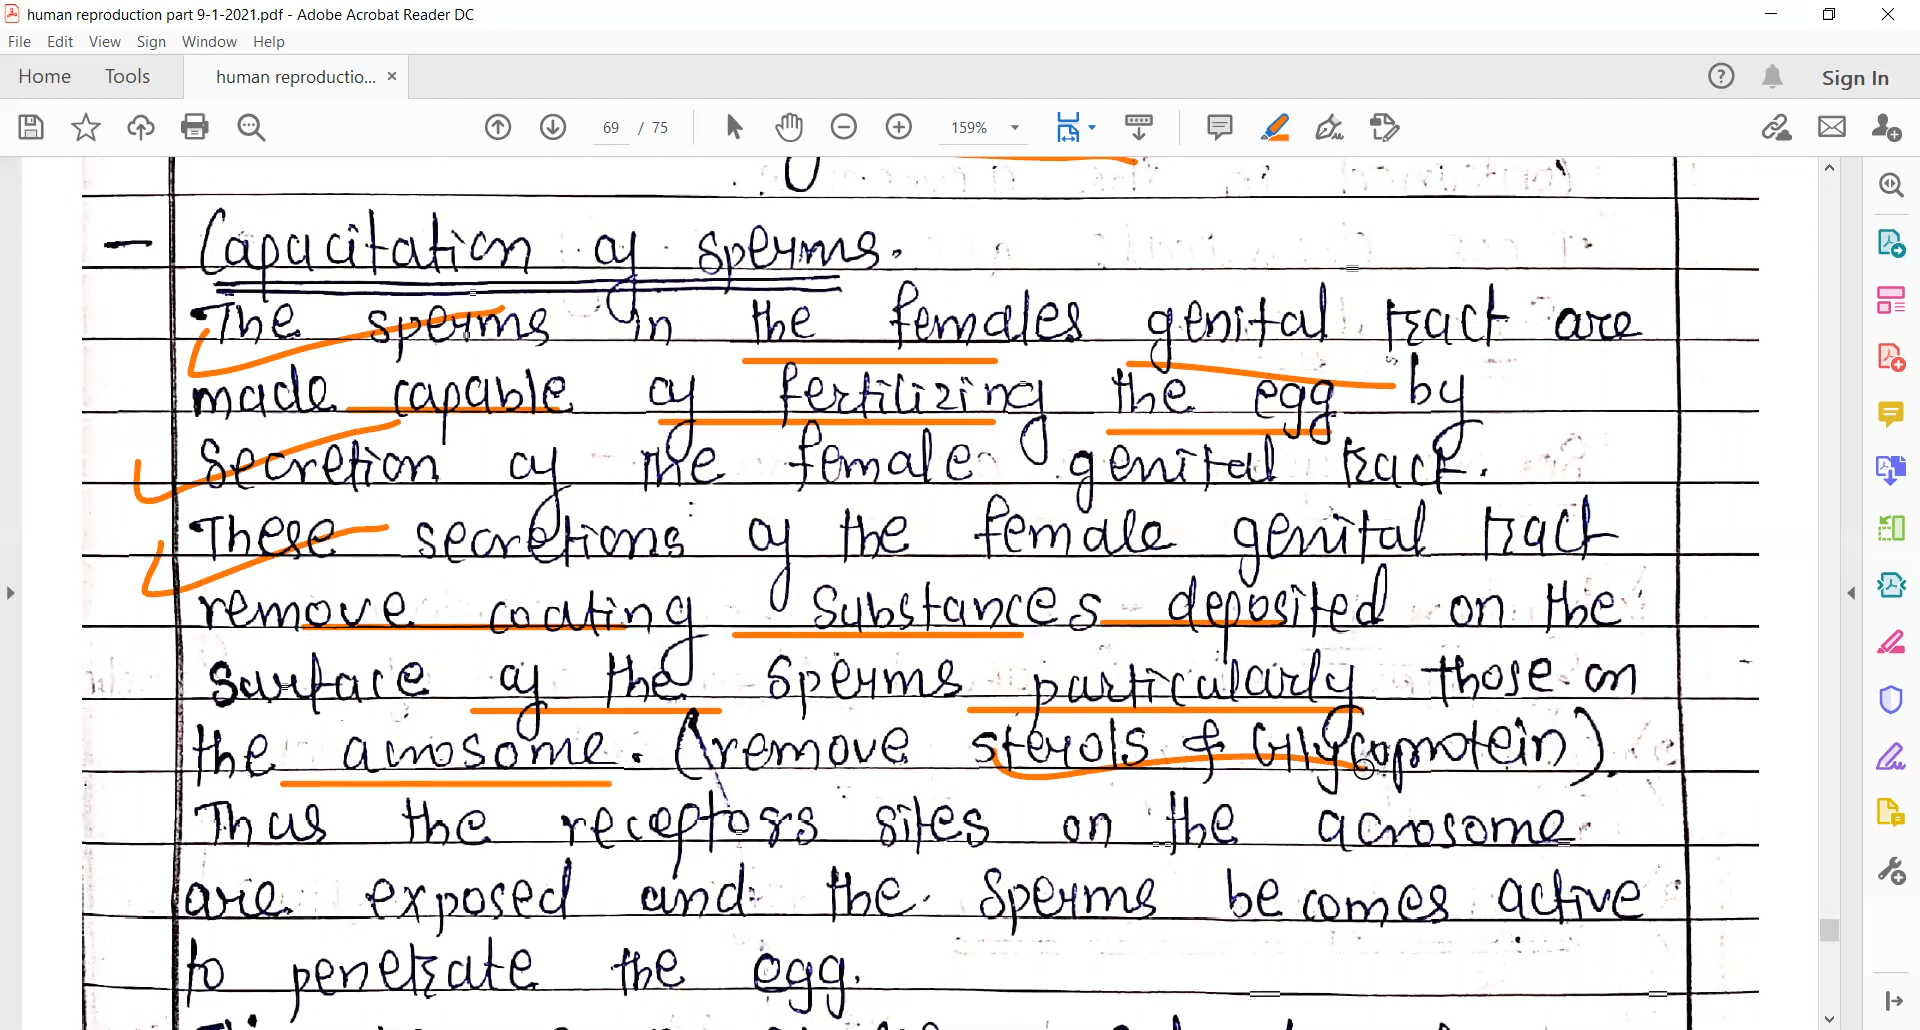 human reproduction part 9-1-2021.pdf - Adobe Acrobat Reader DC
File Edit View Sign Window Help
Home Tools human reproductio... × Sign In
69 / 75 159%
— Capacitation of sperms.
The sperms in the females genital tract are
made capable of fertilizing the egg by
Secretion of the female genital tract.
These secretions of the female genital tract
remove coating substances deposited on the
surface of the sperms particularly those on
the acrosome. (remove sterols & Glycoprotein).
Thus the receptors sites on the acrosome
are exposed and the sperms becomes active
to penetrate the egg.